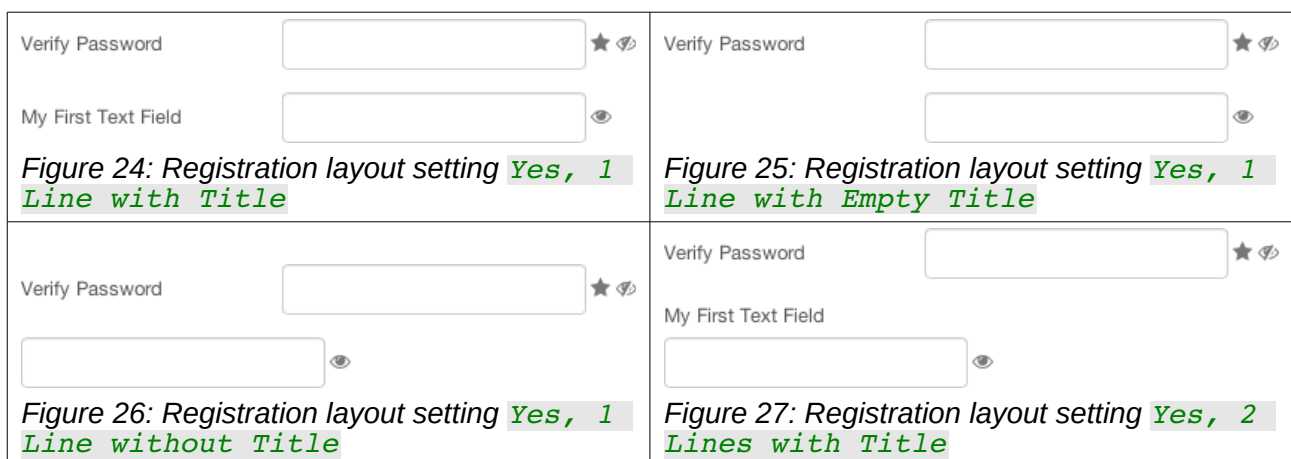 Verify Password
My First Text Field
Figure 24: Registration layout setting Yes, 1
Line with Title
Verify Password
Figure 25: Registration layout setting Yes, 1
Line with Empty Title
Verify Password
Figure 26: Registration layout setting Yes, 1
Line without Title
Verify Password
My First Text Field
Figure 27: Registration layout setting Yes, 2
Lines with Title